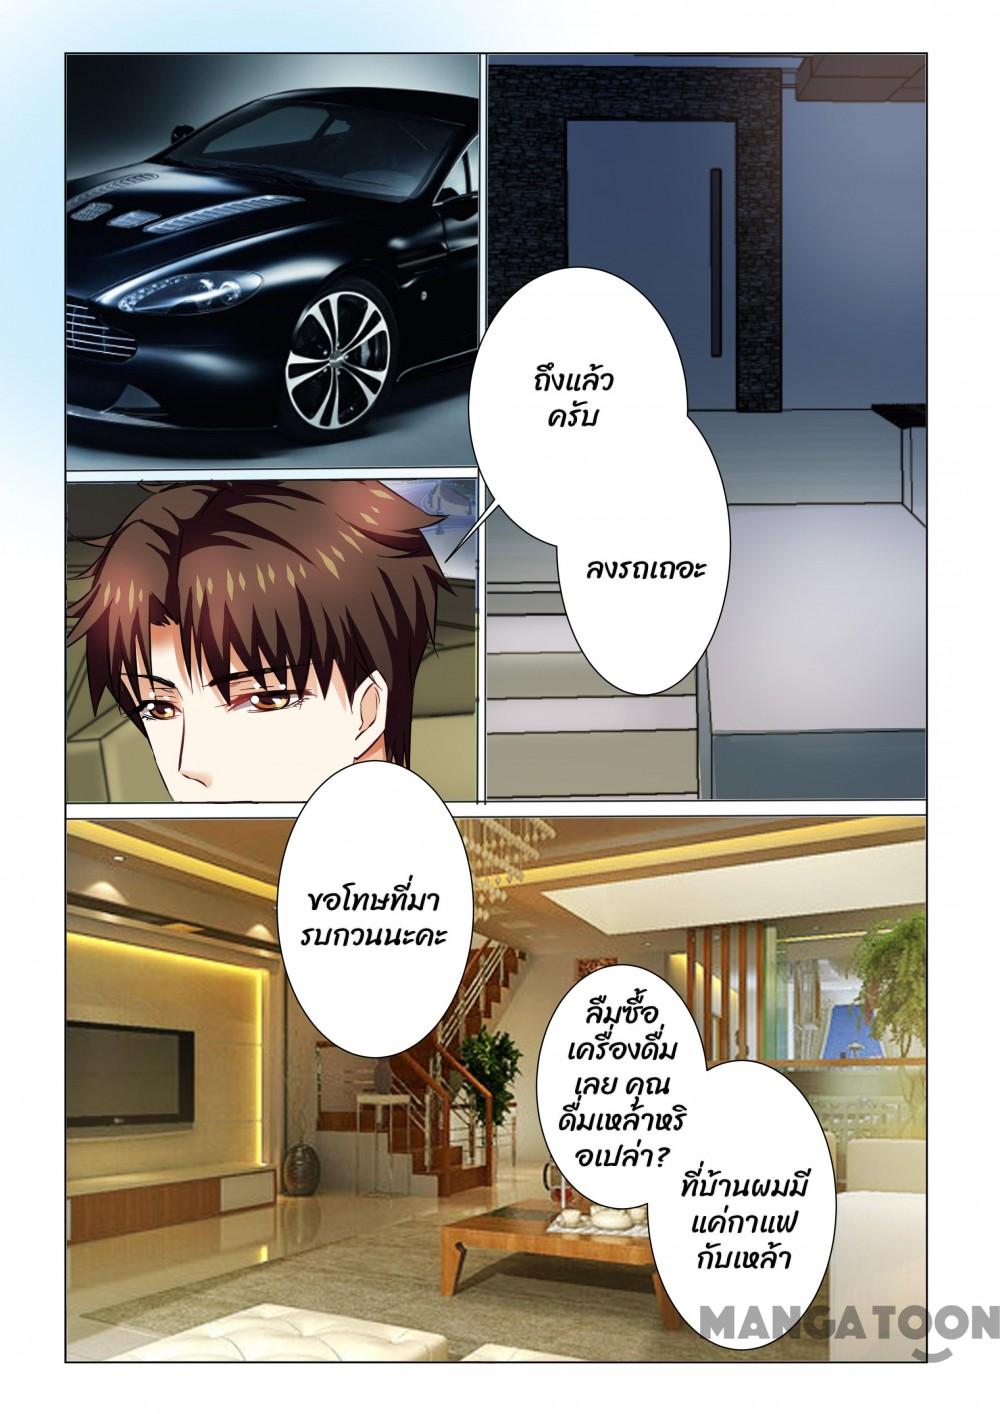 ถึงแล้ว
ครับ
ลงรถเถอะ
ขอโทษที่มา
รบกวนนะคะ
ลืมซื้อ
เครื่องดื่ม
เลย คุณ
ดื่มเหล้าหรื
อเปล่า?
ที่บ้านผมมี
แค่กาแฟ
กับเหล้า
MANGATOON